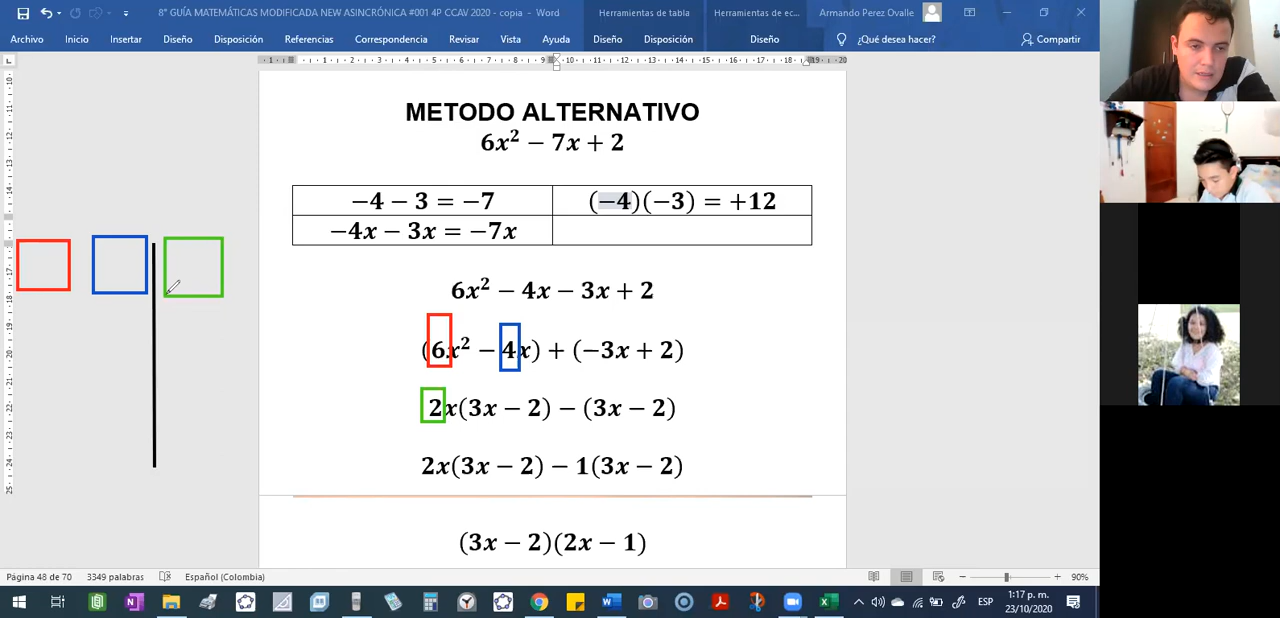 8° GUÍA MATEMÁTICAS MODIFICADA NEW ASINCRÓNICA #001 4P CCAV 2020 - copia - Word
Herramientas de tabla
Herramientas de ec...
Armando Perez Ovalle
Archivo Inicio Insertar Diseño Disposición Referencias Correspondencia Revisar Vista Ayuda Diseño Disposición Diseño ¿Qué desea hacer? Compartir
METODO ALTERNATIVO
6x² − 7x + 2
−4 − 3 = −7 (−4)(−3) = +12
−4x − 3x = −7x
6x² − 4x − 3x + 2
(6x² − 4x) + (−3x + 2)
2x(3x − 2) − (3x − 2)
2x(3x − 2) − 1(3x − 2)
(3x − 2)(2x − 1)
Página 48 de 70 3349 palabras Español (Colombia) 90%
ESP
1:17 p. m.
23/10/2020